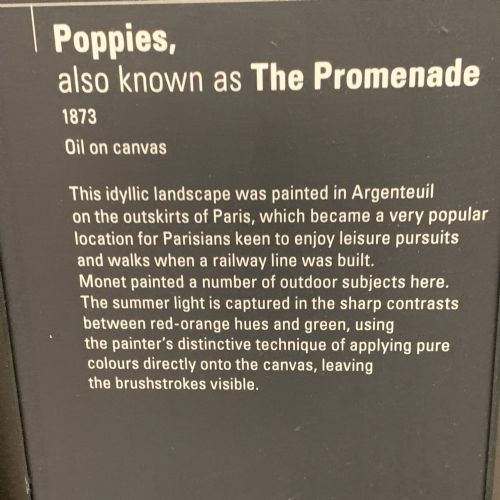 Poppies,
also known as The Promenade
1873
Oil on canvas
This idyllic landscape was painted in Argenteuil
on the outskirts of Paris, which became a very popular
location for Parisians keen to enjoy leisure pursuits
and walks when a railway line was built.
Monet painted a number of outdoor subjects here.
The summer light is captured in the sharp contrasts
between red-orange hues and green, using
the painter's distinctive technique of applying pure
colours directly onto the canvas, leaving
the brushstrokes visible.